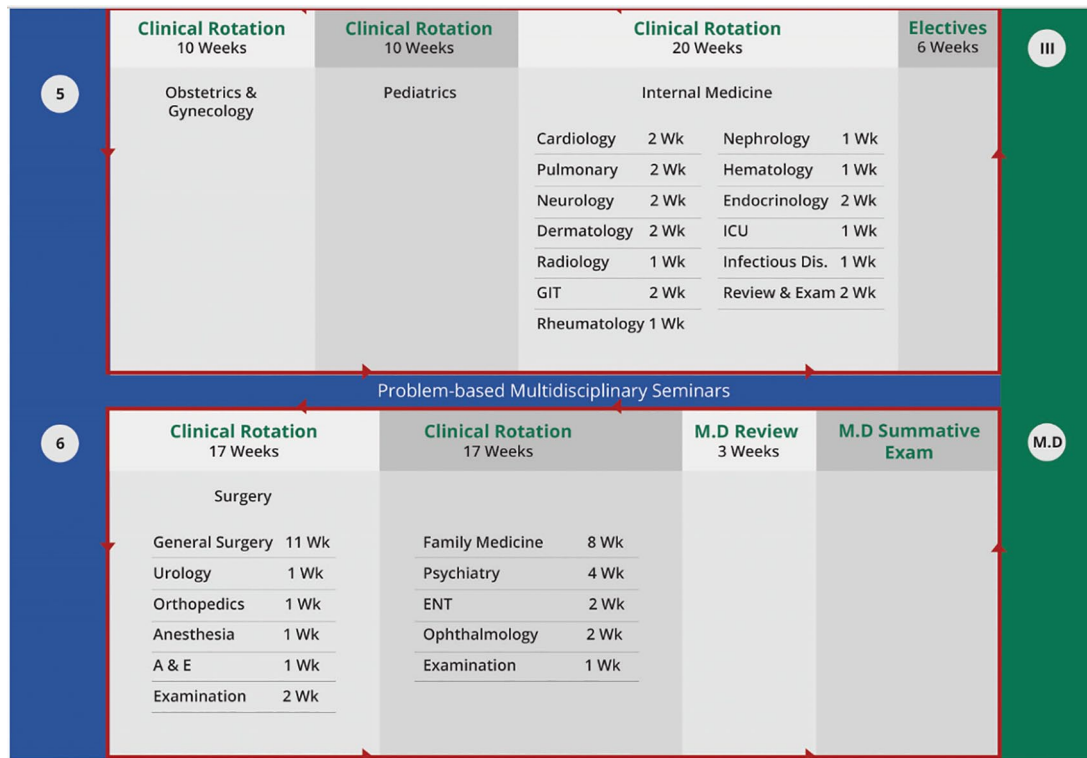 Clinical Rotation
10 Weeks
Clinical Rotation
10 Weeks
Clinical Rotation
20 Weeks
Electives
6 Weeks
III
5
Obstetrics &
Gynecology
Pediatrics
Internal Medicine
Cardiology 2 Wk
Pulmonary 2 Wk
Neurology 2 Wk
Dermatology 2 Wk
Radiology 1 Wk
GIT 2 Wk
Rheumatology 1 Wk
Nephrology 1 Wk
Hematology 1 Wk
Endocrinology 2 Wk
ICU 1 Wk
Infectious Dis. 1 Wk
Review & Exam 2 Wk
Problem-based Multidisciplinary Seminars
6
Clinical Rotation
17 Weeks
Clinical Rotation
17 Weeks
M.D Review
3 Weeks
M.D Summative
Exam
M.D
Surgery
General Surgery 11 Wk
Urology 1 Wk
Orthopedics 1 Wk
Anesthesia 1 Wk
A & E 1 Wk
Examination 2 Wk
Family Medicine 8 Wk
Psychiatry 4 Wk
ENT 2 Wk
Ophthalmology 2 Wk
Examination 1 Wk